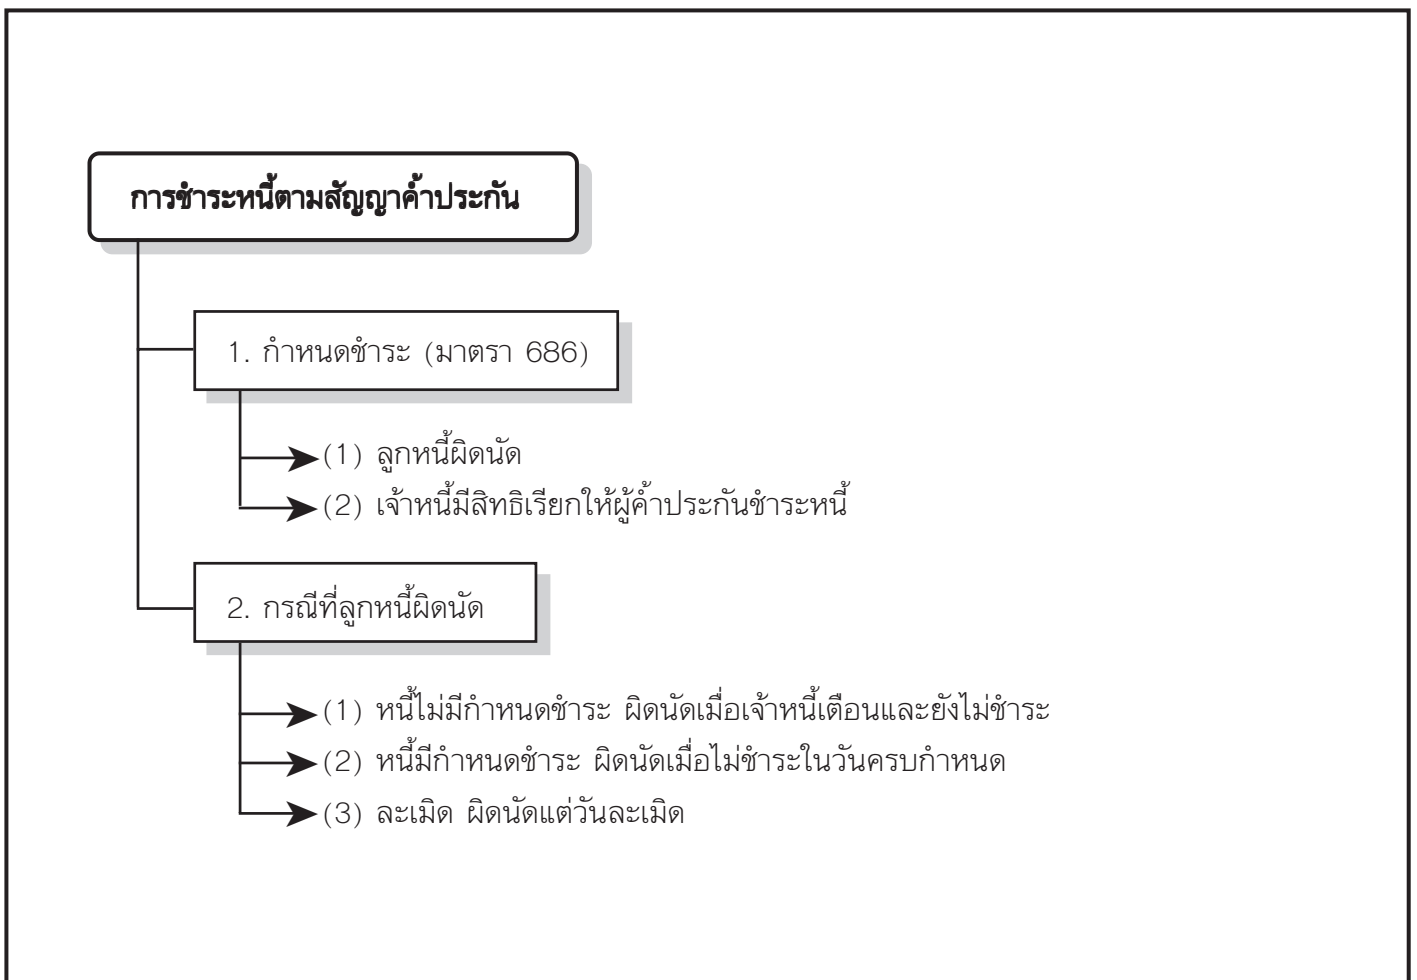 การชำระหนี้ตามสัญญาค้ำประกัน
1. กำหนดชำระ (มาตรา 686)
(1) ลูกหนี้ผิดนัด
(2) เจ้าหนี้มีสิทธิเรียกให้ผู้ค้ำประกันชำระหนี้
2. กรณีที่ลูกหนี้ผิดนัด
(1) หนี้ไม่มีกำหนดชำระ ผิดนัดเมื่อเจ้าหนี้เตือนและยังไม่ชำระ
(2) หนี้มีกำหนดชำระ ผิดนัดเมื่อไม่ชำระในวันครบกำหนด
(3) ละเมิด ผิดนัดแต่วันละเมิด